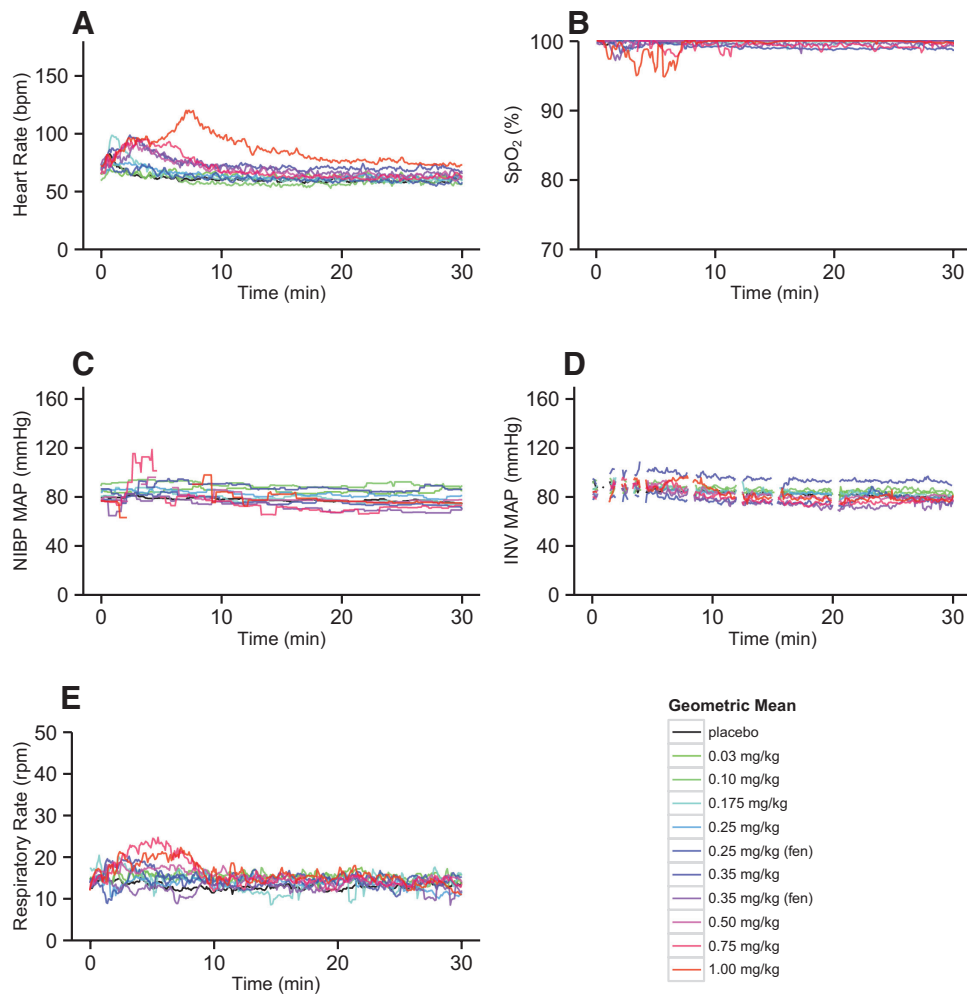 A
Heart Rate (bpm)
150
100
50
0
0 10 20 30
Time (min)
B
SpO₂ (%)
100
90
80
70
0 10 20 30
Time (min)
C
NIBP MAP (mmHg)
160
120
80
40
0
0 10 20 30
Time (min)
D
INV MAP (mmHg)
160
120
80
40
0
0 10 20 30
Time (min)
E
Respiratory Rate (rpm)
50
40
30
20
10
0
0 10 20 30
Time (min)
Geometric Mean
placebo
0.03 mg/kg
0.10 mg/kg
0.175 mg/kg
0.25 mg/kg
0.25 mg/kg (fen)
0.35 mg/kg
0.35 mg/kg (fen)
0.50 mg/kg
0.75 mg/kg
1.00 mg/kg